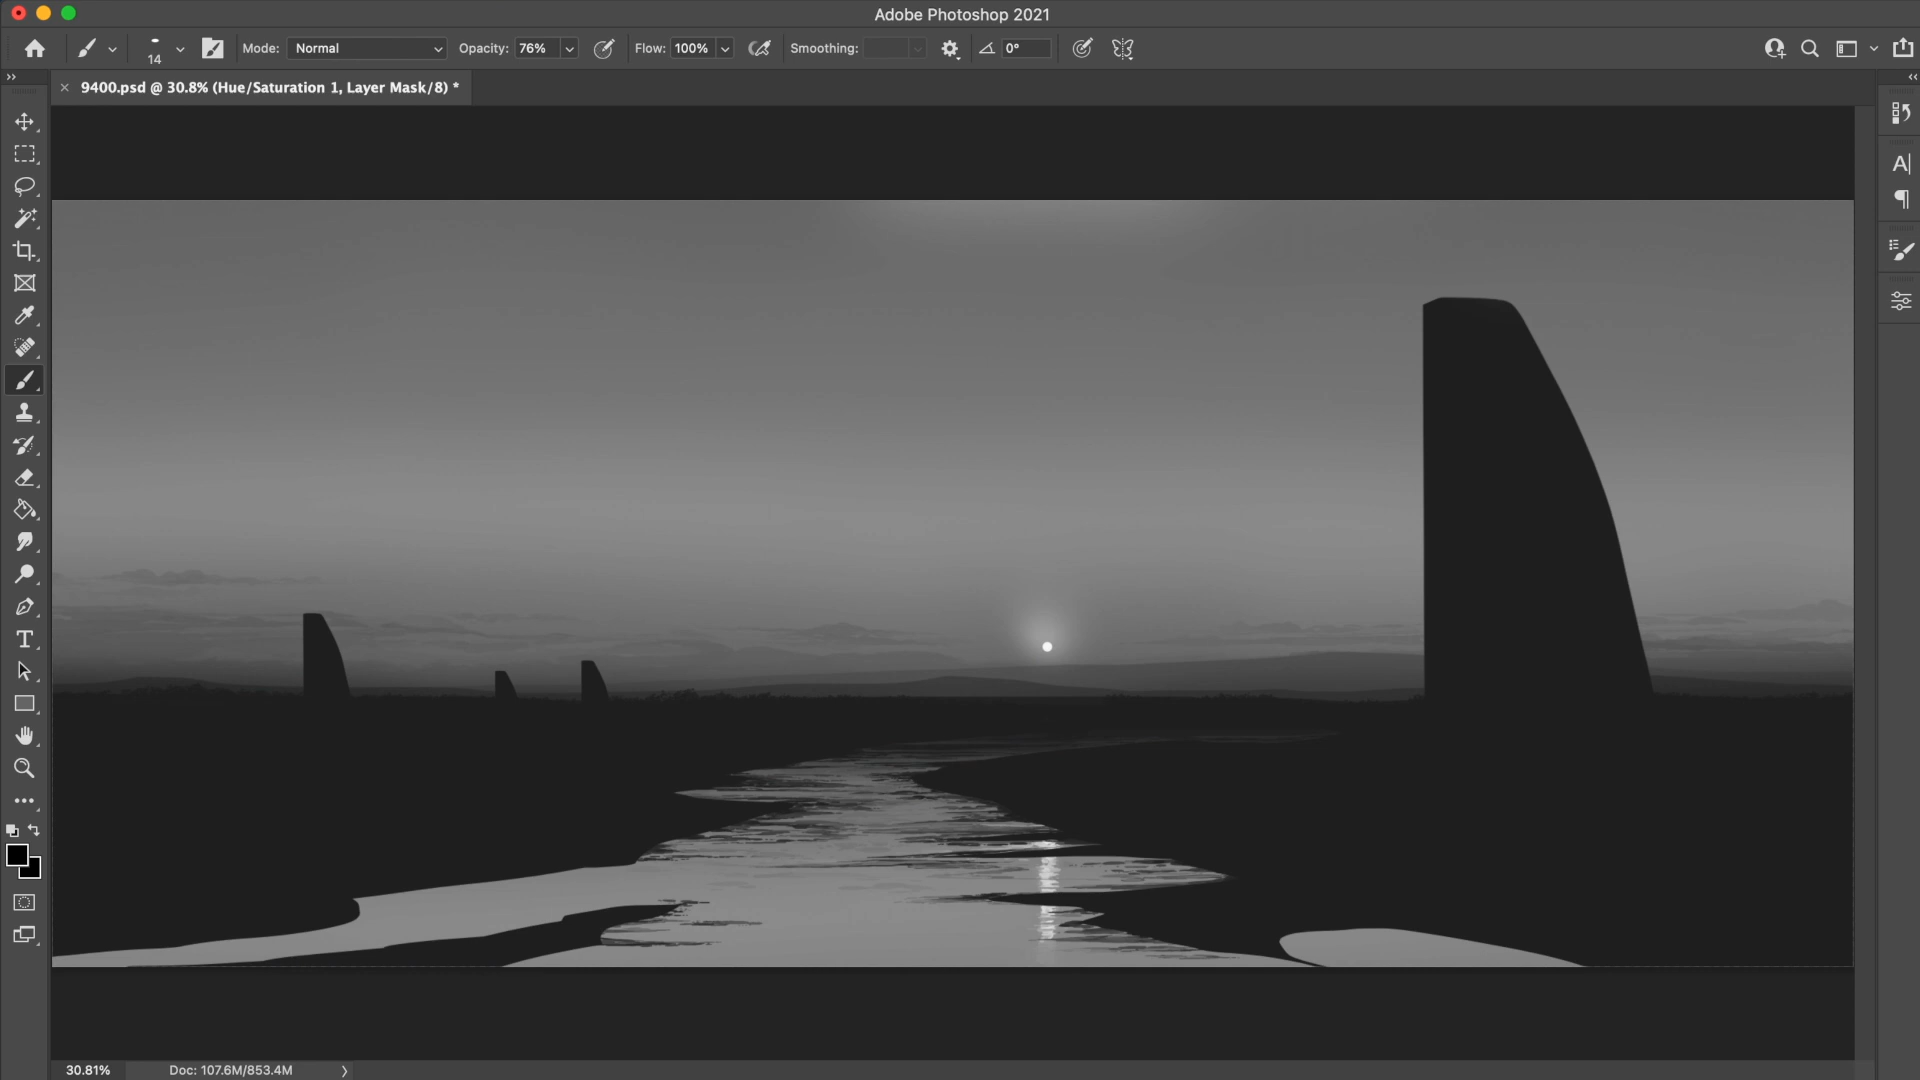 Adobe Photoshop 2021
14
Mode: Normal
Opacity: 76%
Flow: 100%
Smoothing:
0°
9400.psd @ 30.8% (Hue/Saturation 1, Layer Mask/8) *
30.81%
Doc: 107.6M/853.4M